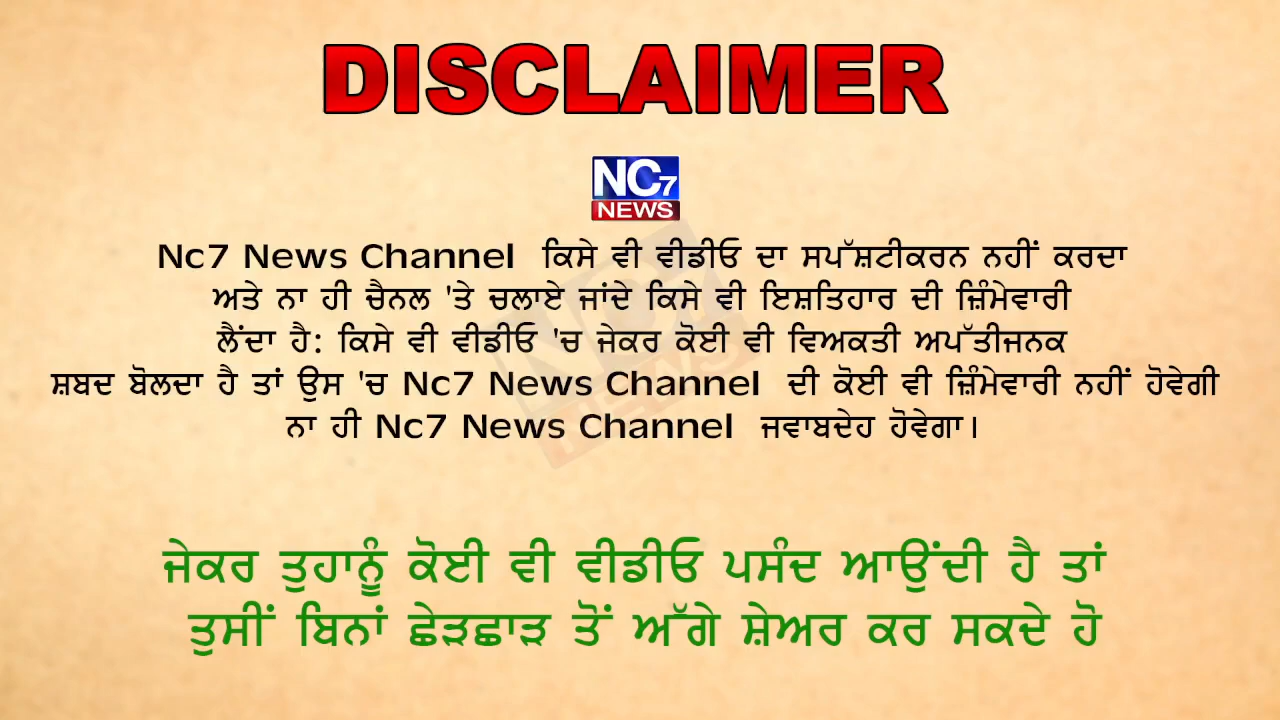 DISCLAIMER
NC7
NEWS
Nc7 News Channel ਕਿਸੇ ਵੀ ਵੀਡੀਓ ਦਾ ਸਪੱਸ਼ਟੀਕਰਨ ਨਹੀਂ ਕਰਦਾ
ਅਤੇ ਨਾ ਹੀ ਚੈਨਲ 'ਤੇ ਚਲਾਏ ਜਾਂਦੇ ਕਿਸੇ ਵੀ ਇਸ਼ਤਿਹਾਰ ਦੀ ਜ਼ਿੰਮੇਵਾਰੀ
ਲੈਂਦਾ ਹੈ: ਕਿਸੇ ਵੀ ਵੀਡੀਓ 'ਚ ਜੇਕਰ ਕੋਈ ਵੀ ਵਿਅਕਤੀ ਅਪੱਤੀਜਨਕ
ਸ਼ਬਦ ਬੋਲਦਾ ਹੈ ਤਾਂ ਉਸ 'ਚ Nc7 News Channel ਦੀ ਕੋਈ ਵੀ ਜ਼ਿੰਮੇਵਾਰੀ ਨਹੀਂ ਹੋਵੇਗੀ
ਨਾ ਹੀ Nc7 News Channel ਜਵਾਬਦੇਹ ਹੋਵੇਗਾ।
ਜੇਕਰ ਤੁਹਾਨੂੰ ਕੋਈ ਵੀ ਵੀਡੀਓ ਪਸੰਦ ਆਉਂਦੀ ਹੈ ਤਾਂ
ਤੁਸੀਂ ਬਿਨਾਂ ਛੇੜਛਾੜ ਤੋਂ ਅੱਗੇ ਸ਼ੇਅਰ ਕਰ ਸਕਦੇ ਹੋ